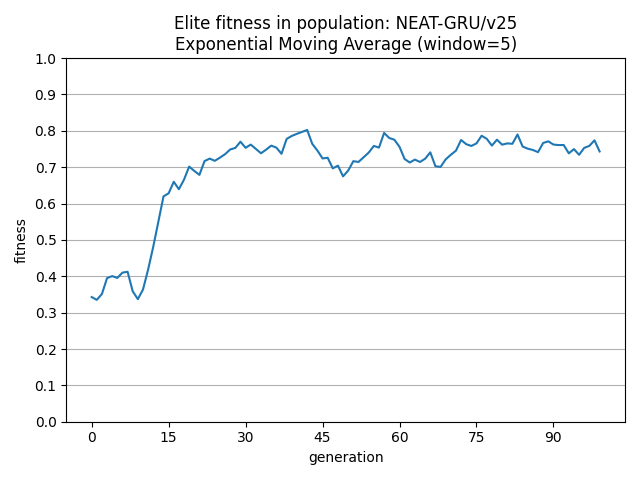 Elite fitness in population: NEAT-GRU/v25
Exponential Moving Average (window=5)
1.0
0.9
0.8
0.7
0.6
0.5
0.4
0.3
0.2
0.1
0.0
fitness
0 15 30 45 60 75 90
generation